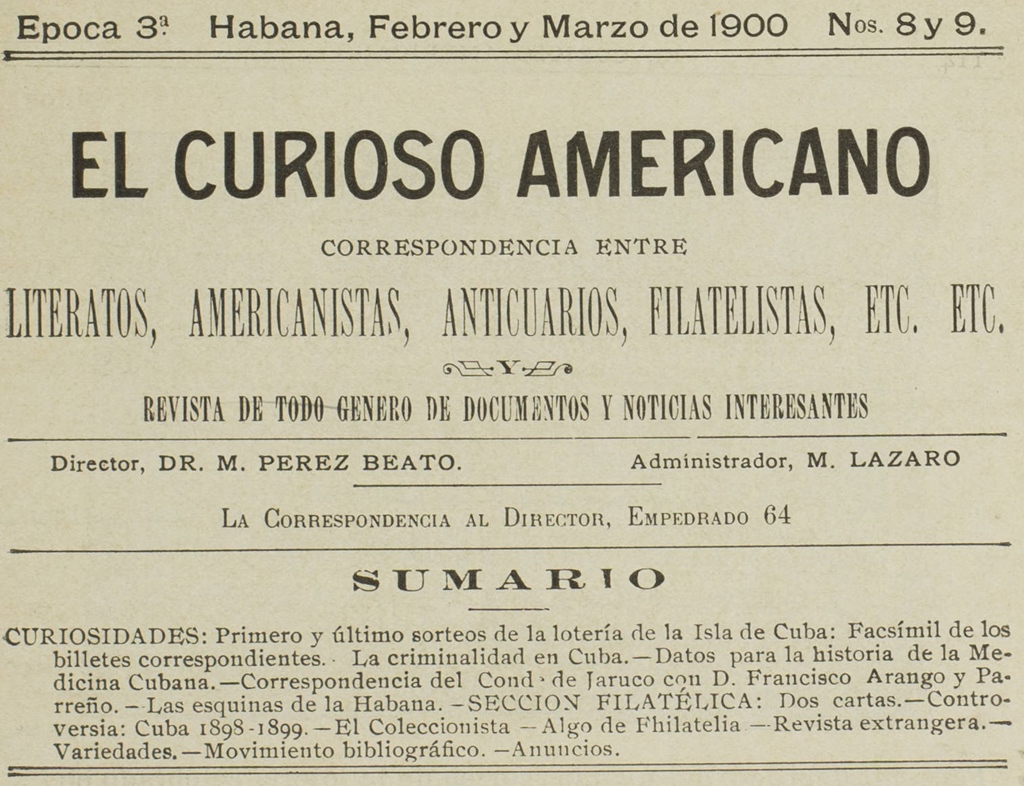 Epoca 3ª Habana, Febrero y Marzo de 1900 Nos. 8 y 9.
EL CURIOSO AMERICANO
CORRESPONDENCIA ENTRE
LITERATOS, AMERICANISTAS, ANTICUARIOS, FILATELISTAS, ETC. ETC.
Y
REVISTA DE TODO GENERO DE DOCUMENTOS Y NOTICIAS INTERESANTES
Director, DR. M. PEREZ BEATO. Administrador, M. LAZARO
LA CORRESPONDENCIA AL DIRECTOR, EMPEDRADO 64
SUMARIO
CURIOSIDADES: Primero y último sorteos de la lotería de la Isla de Cuba: Facsímil de los
billetes correspondientes. - La criminalidad en Cuba.—Datos para la historia de la Me-
dicina Cubana.—Correspondencia del Cond de Jaruco con D. Francisco Arango y Pa-
rreño. —Las esquinas de la Habana. —SECCION FILATÉLICA: Dos cartas.—Contro-
versia: Cuba 1898-1899.—El Coleccionista —Algo de Fhilatelia —Revista extrangera.—
Variedades.—Movimiento bibliográfico. —Anuncios.